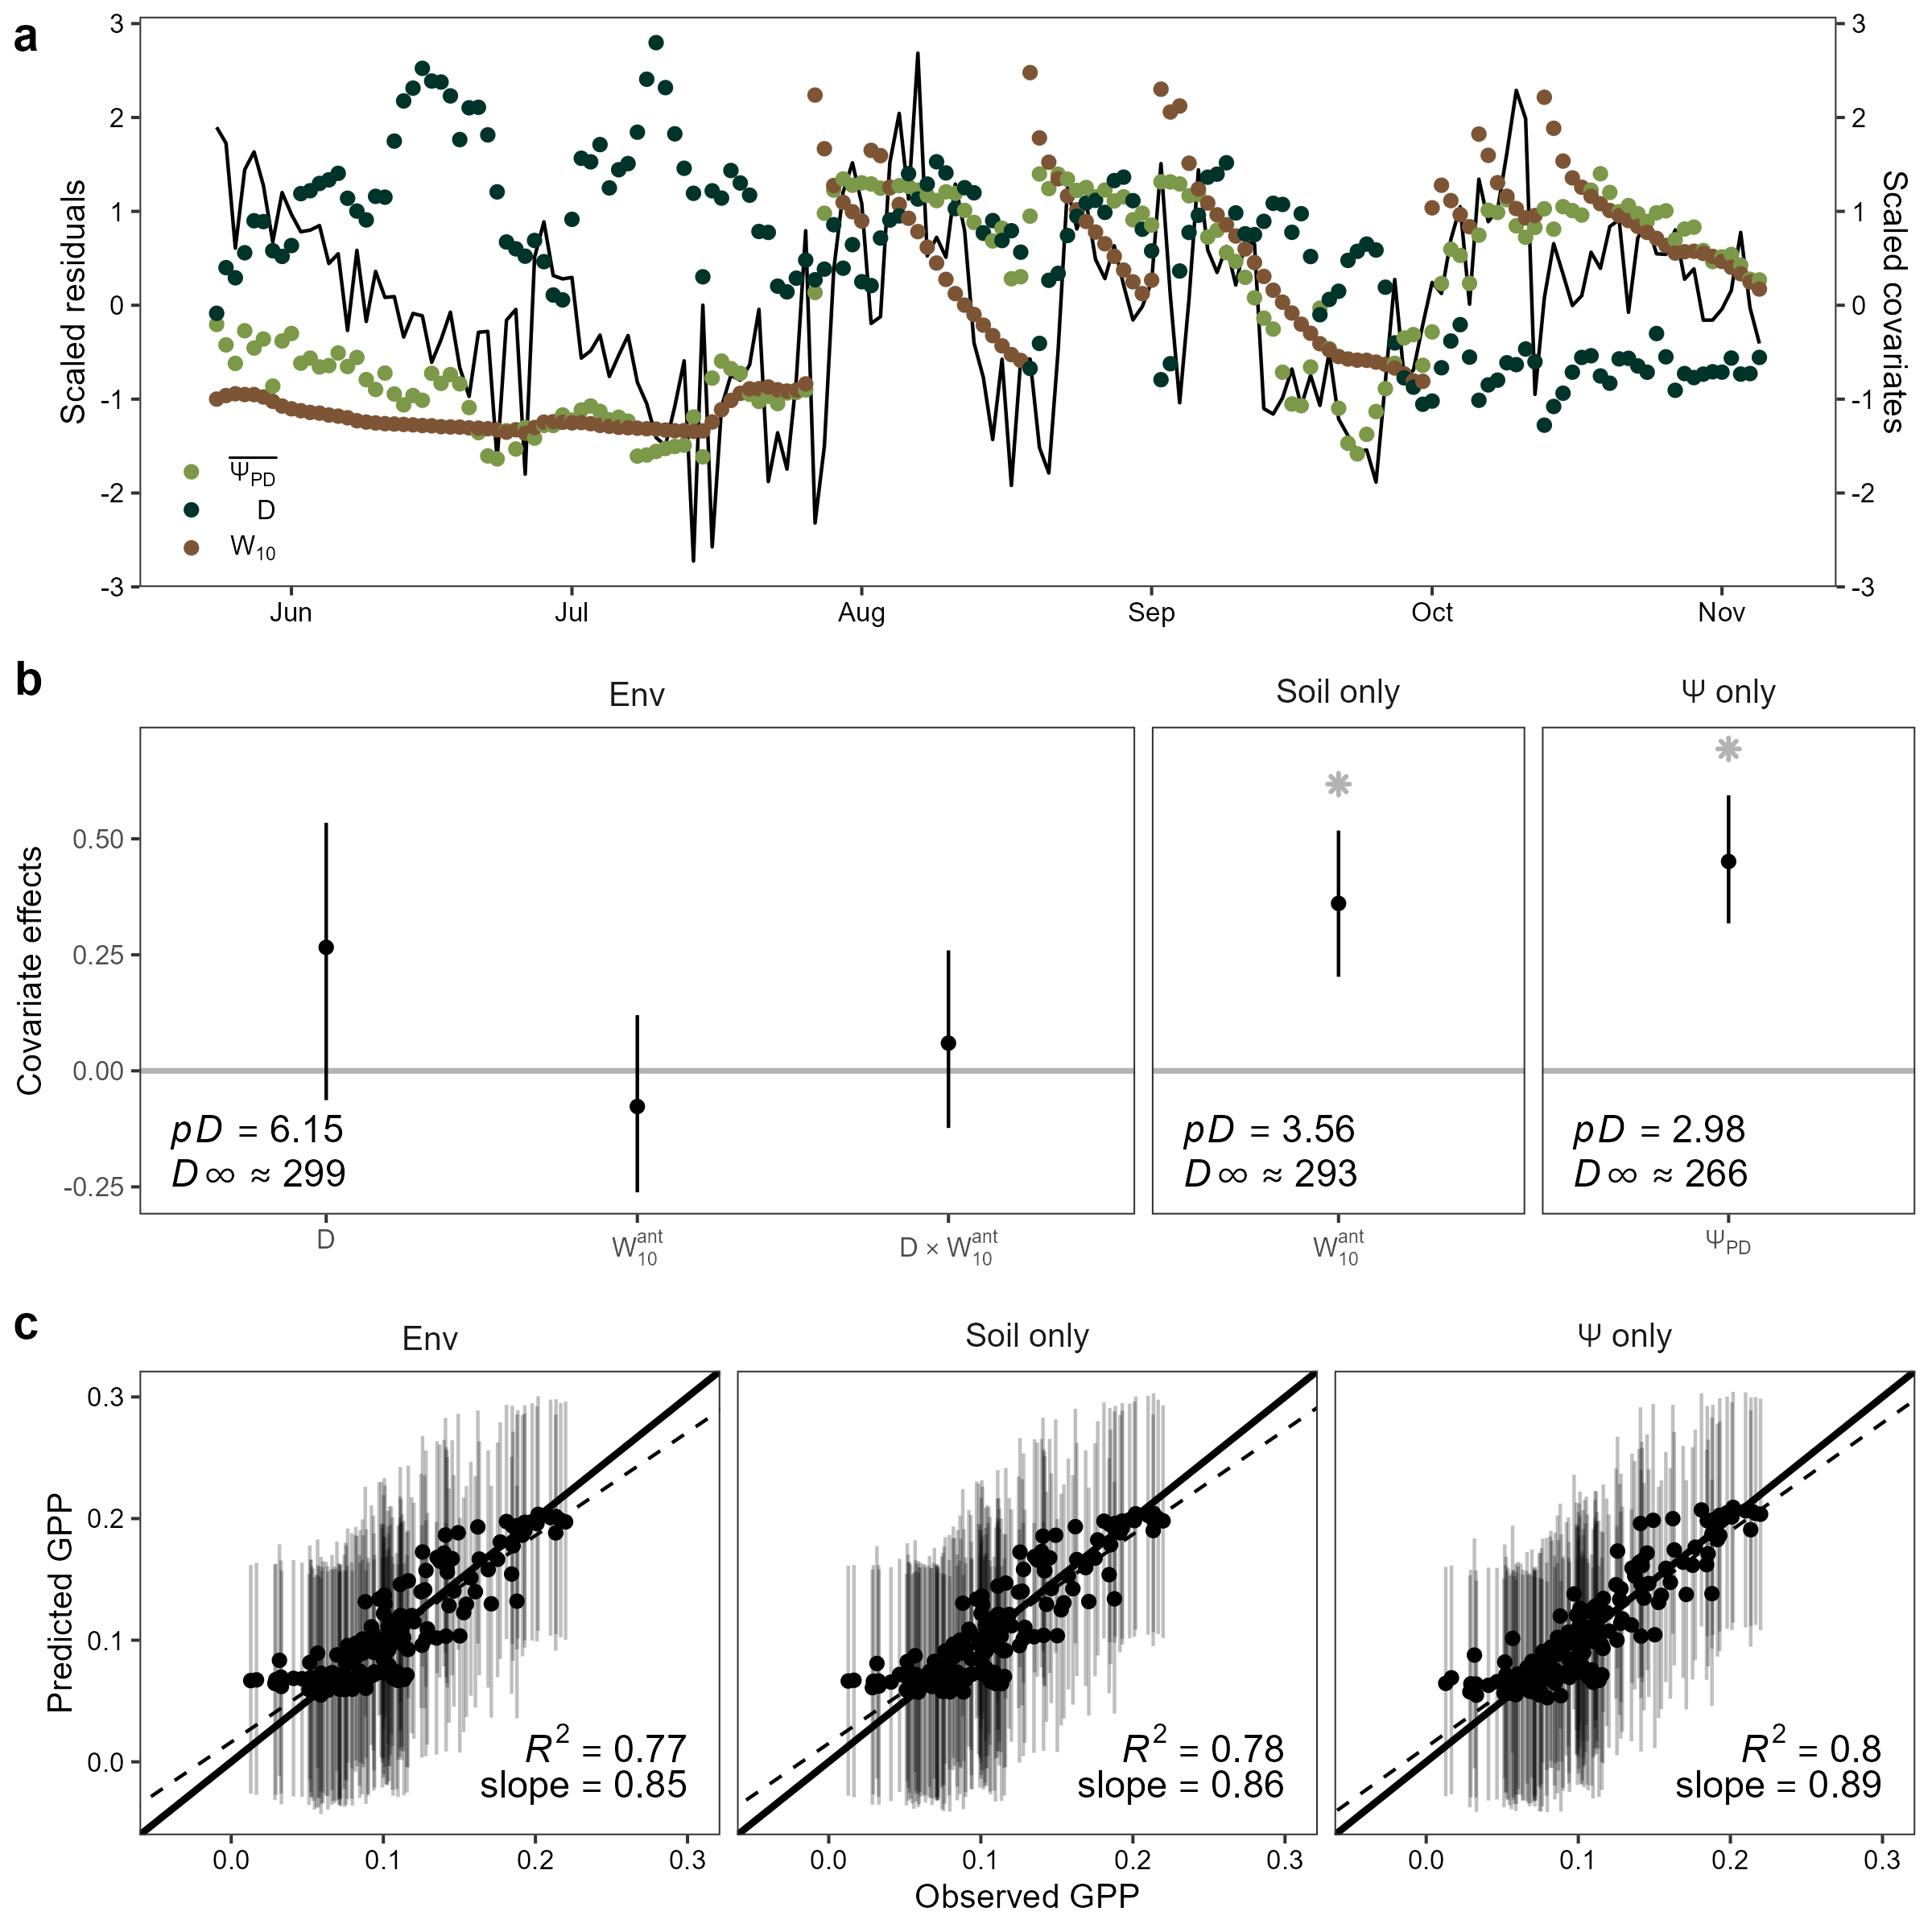 a
Scaled residuals
Scaled covariates
3
2
1
0
-1
-2
-3
3
2
1
0
-1
-2
-3
Ψ̅P̅D̅
D
W10
Jun Jul Aug Sep Oct Nov
b
Env Soil only Ψ only
Covariate effects
0.50
0.25
0.00
-0.25
pD = 6.15
D∞ ≈ 299
pD = 3.56
D∞ ≈ 293
pD = 2.98
D∞ ≈ 266
D W10ant D × W10ant W10ant ΨPD
c
Env Soil only Ψ only
Predicted GPP
0.3
0.2
0.1
0.0
R2 = 0.77
slope = 0.85
R2 = 0.78
slope = 0.86
R2 = 0.8
slope = 0.89
0.0 0.1 0.2 0.3 0.0 0.1 0.2 0.3 0.0 0.1 0.2 0.3
Observed GPP